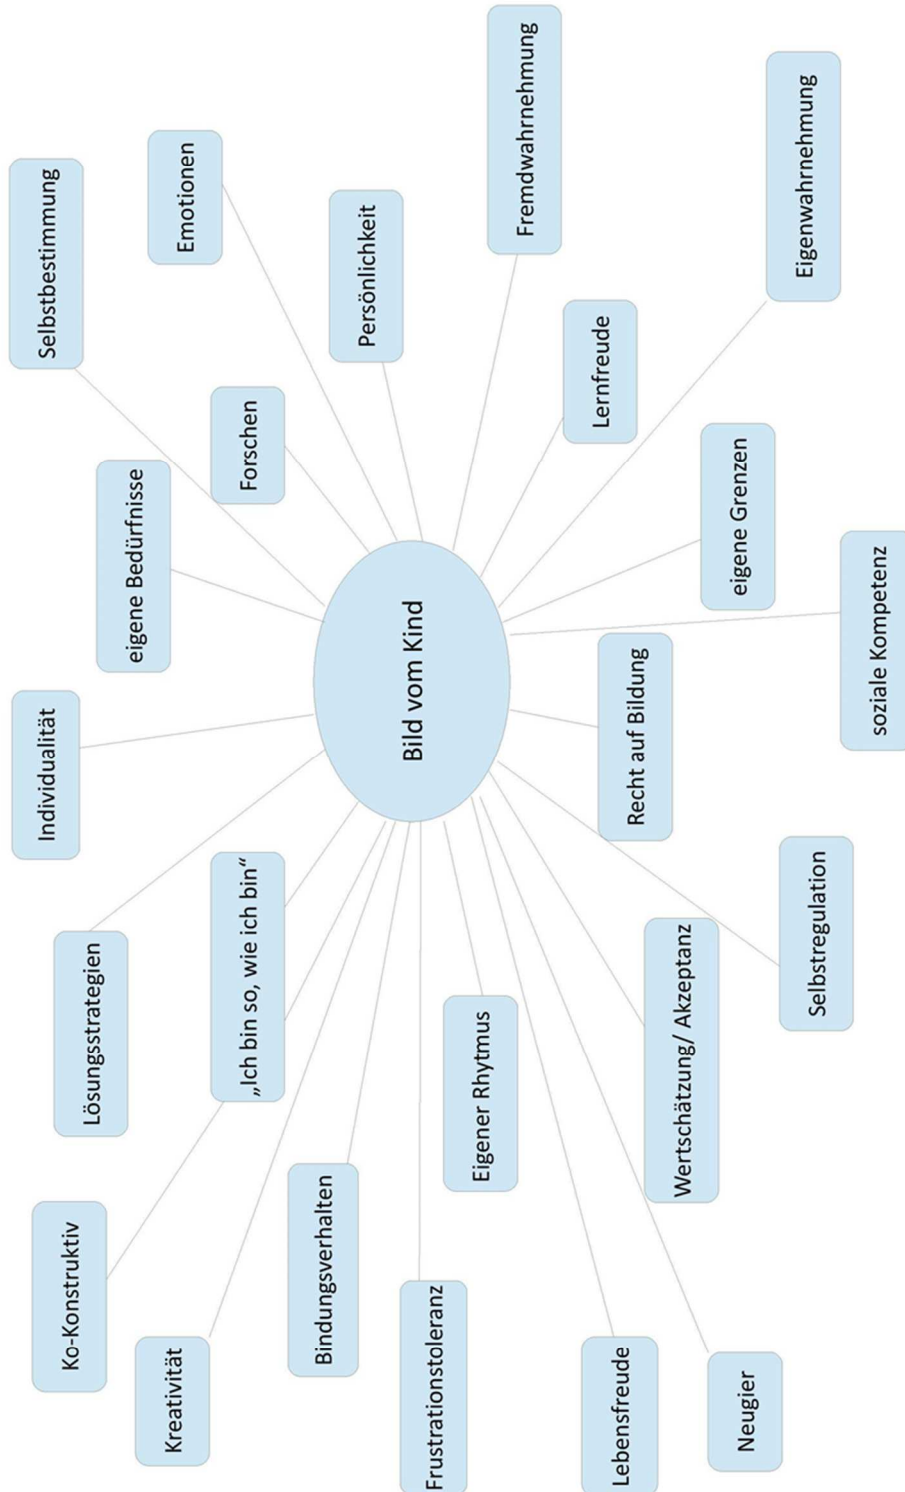 Ko-Konstruktiv
Lösungsstrategien
Individualität
eigene Bedürfnisse
Selbstbestimmung
Kreativität
„Ich bin so, wie ich bin“
Forschen
Emotionen
Bindungsverhalten
Persönlichkeit
Frustrationstoleranz
Eigener Rhytmus
Bild vom Kind
Fremdwahrnehmung
Lebensfreude
Wertschätzung/ Akzeptanz
Recht auf Bildung
Lernfreude
Neugier
Selbstregulation
eigene Grenzen
Eigenwahrnehmung
soziale Kompetenz